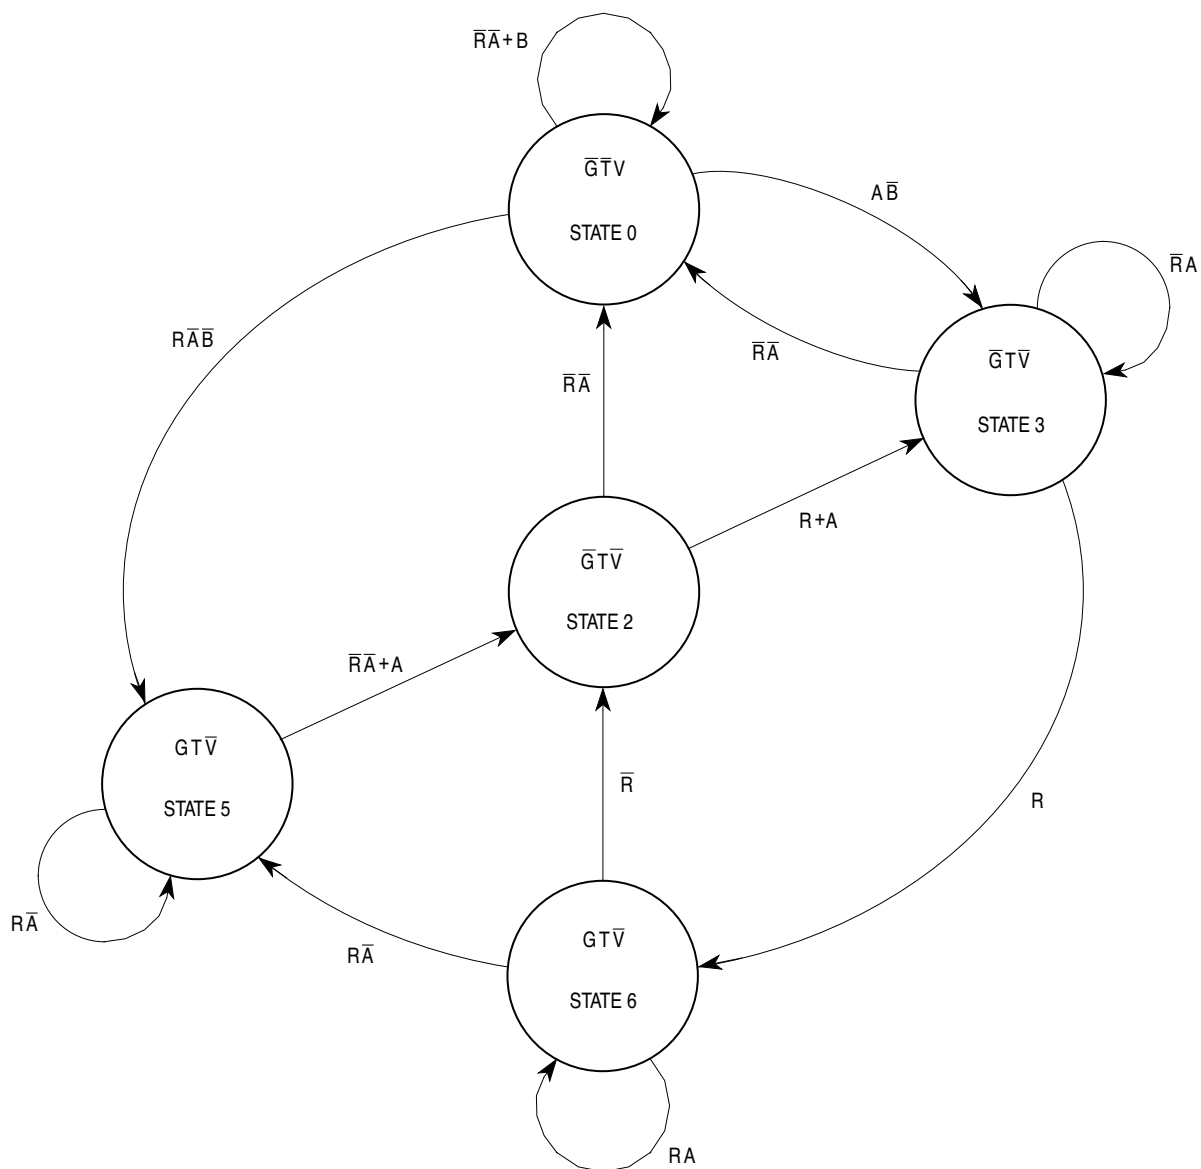 R̅A̅+B
G̅T̅V
STATE 0
AB̅
R̅A
RA̅B̅
R̅A̅
R̅A̅
G̅TV̅
STATE 3
R+A
G̅TV̅
STATE 2
R̅A̅+A
GTV̅
STATE 5
R̅
R
RA̅
RA̅
GTV̅
STATE 6
RA